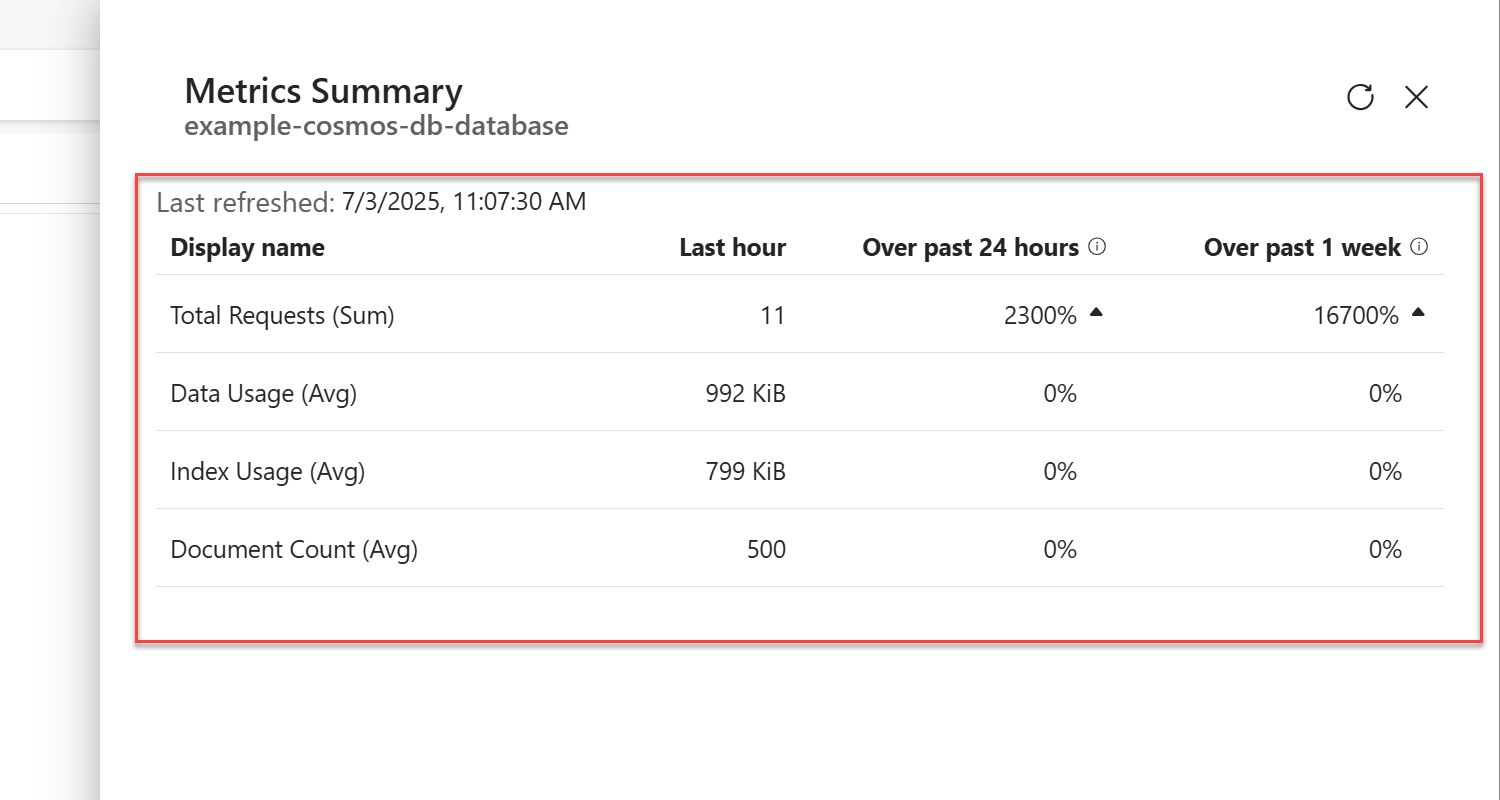 Metrics Summary
example-cosmos-db-database
Last refreshed: 7/3/2025, 11:07:30 AM
Display name Last hour Over past 24 hours Over past 1 week
Total Requests (Sum) 11 2300% ▲ 16700% ▲
Data Usage (Avg) 992 KiB 0% 0%
Index Usage (Avg) 799 KiB 0% 0%
Document Count (Avg) 500 0% 0%